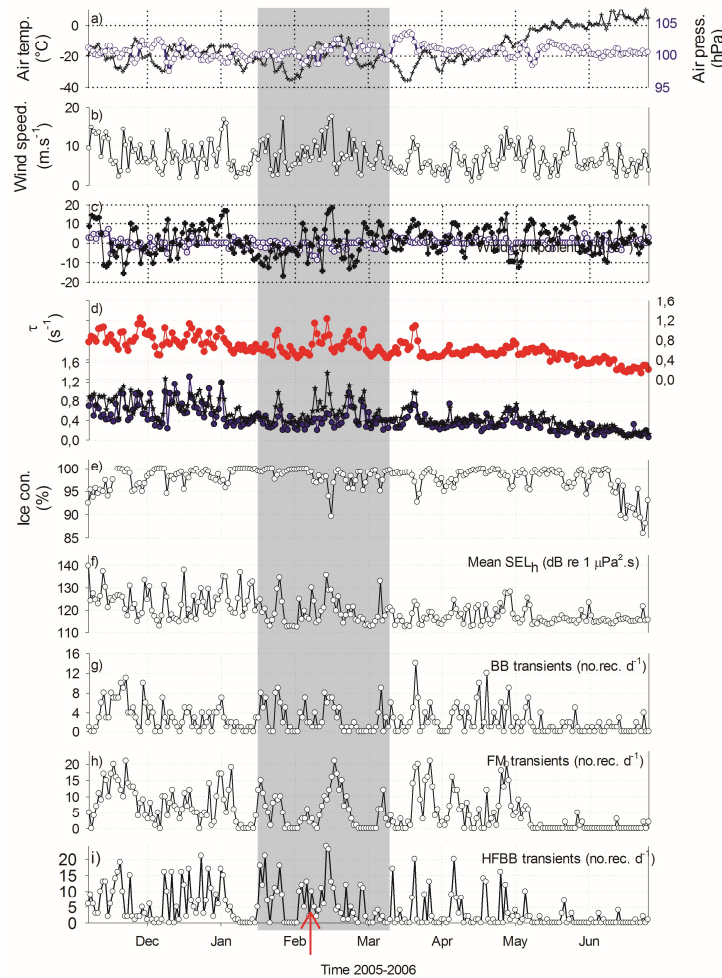 a)
Air temp.
(°C)
0
-20
-40
105
100
95
Air press.
(hPa)
b)
Wind speed.
(m.s-1)
20
10
0
c)
20
10
0
-10
-20
d)
τ
(s-1)
1,6
1,2
0,8
0,4
0,0
1,6
1,2
0,8
0,4
0,0
e)
Ice con.
(%)
100
95
90
85
f)
Mean SELh (dB re 1 μPa2.s)
140
130
120
110
g)
BB transients (no.rec. d-1)
15
10
5
0
h)
FM transients (no.rec. d-1)
20
15
10
5
0
i)
HFBB transients (no.rec. d-1)
20
15
10
5
0
Dec Jan Feb Mar Apr May Jun
Time 2005-2006